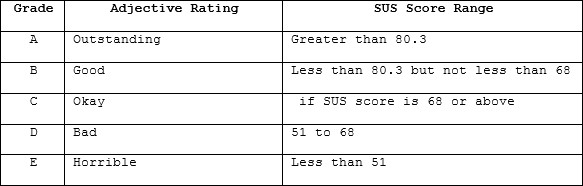 Grade Adjective Rating SUS Score Range
A Outstanding Greater than 80.3
B Good Less than 80.3 but not less than 68
C Okay if SUS score is 68 or above
D Bad 51 to 68
E Horrible Less than 51